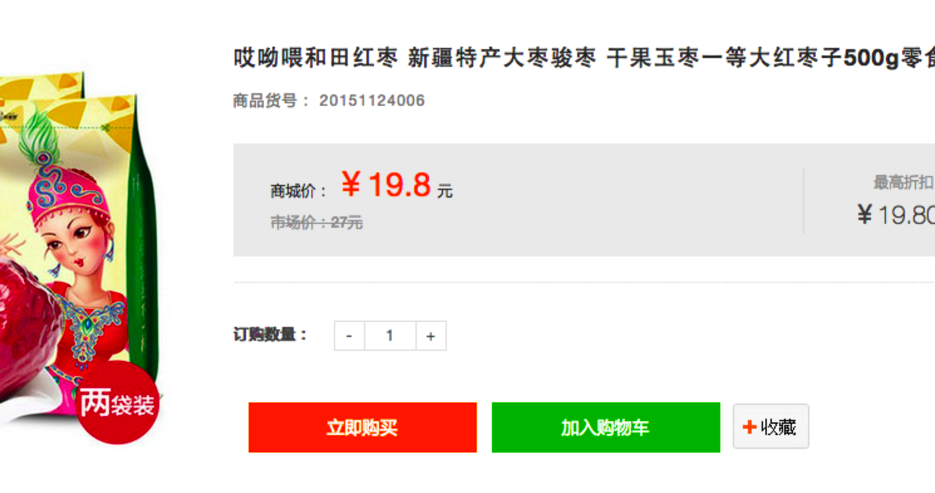 哎呦喂和田红枣 新疆特产大枣骏枣 干果玉枣一等大红枣子500g零食
商品货号： 20151124006
商城价： ¥ 19.8 元
最高折扣
市场价：27元
¥ 19.80
订购数量： - 1 +
两袋装
立即购买 加入购物车 +收藏